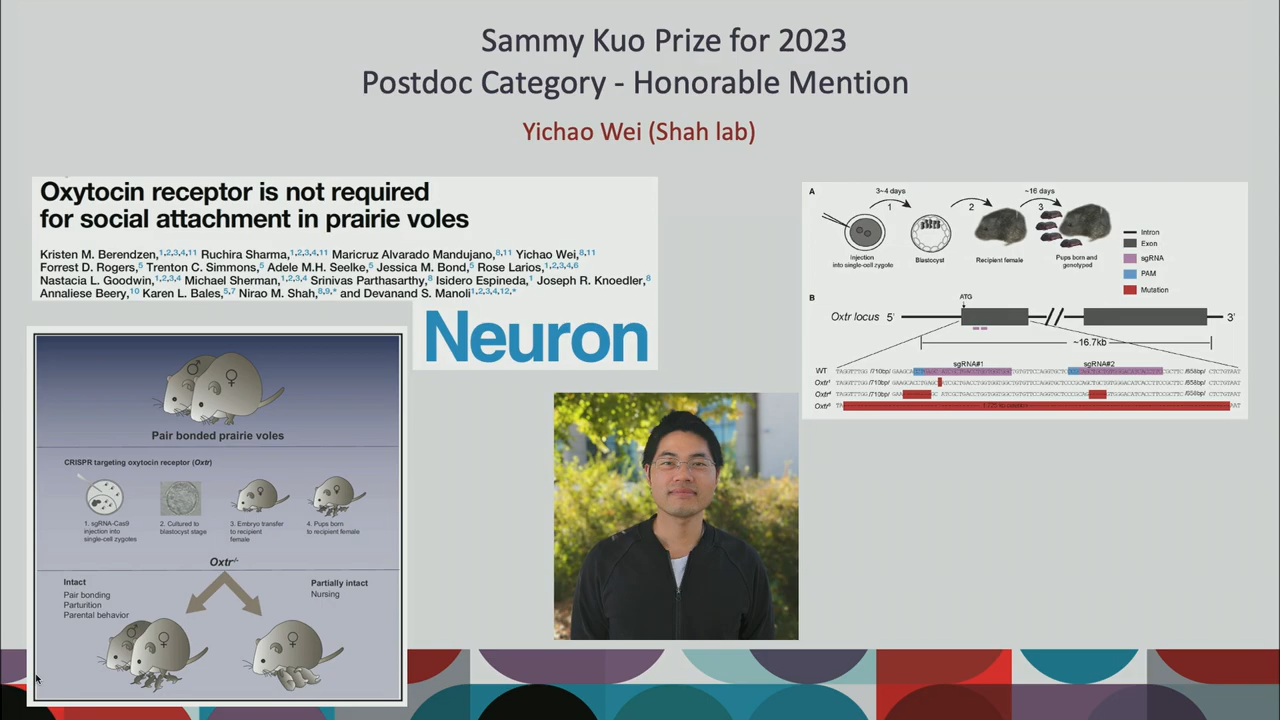 Sammy Kuo Prize for 2023
Postdoc Category - Honorable Mention
Yichao Wei (Shah lab)
Oxytocin receptor is not required
for social attachment in prairie voles
Kristen M. Berendzen,1,2,3,4,11 Ruchira Sharma,1,2,3,4,11 Maricruz Alvarado Mandujano,8,11 Yichao Wei,8,11
Forrest D. Rogers,5 Trenton C. Simmons,5 Adele M.H. Seelke,5 Jessica M. Bond,5 Rose Larios,1,2,3,4,6
Nastacia L. Goodwin,1,2,3,4 Michael Sherman,1,2,3,4 Srinivas Parthasarthy,8 Isidero Espineda,1 Joseph R. Knoedler,8
Annaliese Beery,10 Karen L. Bales,5,7 Nirao M. Shah,8,9,* and Devanand S. Manoli1,2,3,4,12,*
Neuron
Pair bonded prairie voles
CRISPR targeting oxytocin receptor (Oxtr)
1. sgRNA-Cas9
injection into
single-cell zygotes
2. Cultured to
blastocyst stage
3. Embryo transfer
to recipient
female
4. Pups born
to recipient female
Oxtr-/-
Intact
Pair bonding
Parturition
Parental behavior
Partially intact
Nursing
A
3~4 days
~16 days
1
2
3
Injection
into single-cell zygote
Blastocyst
Recipient female
Pups born and
genotyped
Intron
Exon
sgRNA
PAM
Mutation
B
ATG
Oxtr locus 5' 3'
~16.7kb
sgRNA#1 sgRNA#2
WT
Oxtr1
Oxtr4
Oxtr5